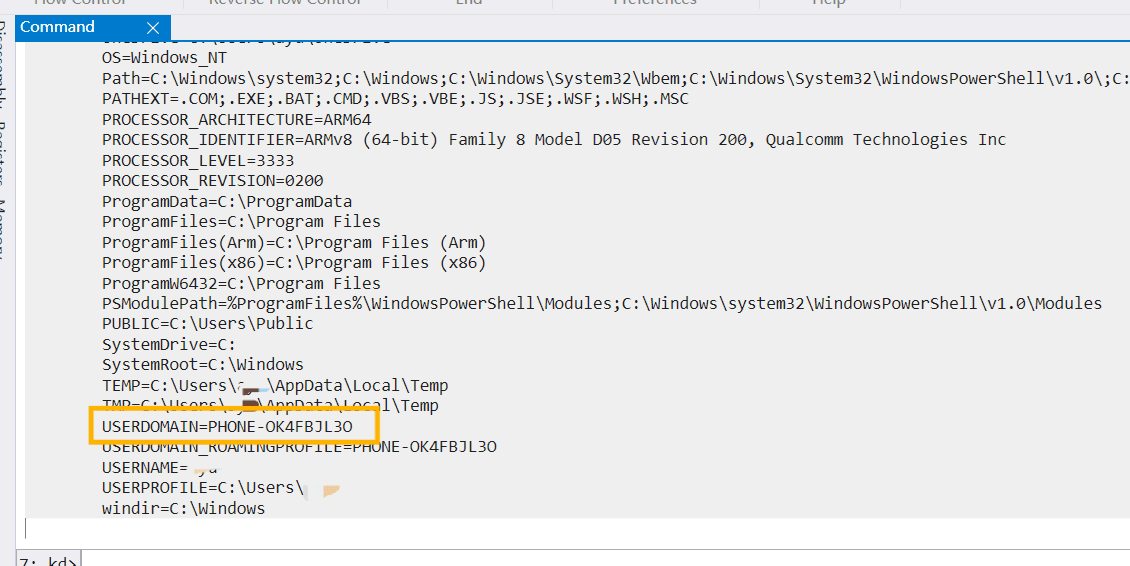 Flow Control Reverse Flow Control End Preferences Help
Command
Disassembly Registers Memory
OS=Windows_NT
Path=C:\Windows\system32;C:\Windows;C:\Windows\System32\Wbem;C:\Windows\System32\WindowsPowerShell\v1.0\;C:
PATHEXT=.COM;.EXE;.BAT;.CMD;.VBS;.VBE;.JS;.JSE;.WSF;.WSH;.MSC
PROCESSOR_ARCHITECTURE=ARM64
PROCESSOR_IDENTIFIER=ARMv8 (64-bit) Family 8 Model D05 Revision 200, Qualcomm Technologies Inc
PROCESSOR_LEVEL=3333
PROCESSOR_REVISION=0200
ProgramData=C:\ProgramData
ProgramFiles=C:\Program Files
ProgramFiles(Arm)=C:\Program Files (Arm)
ProgramFiles(x86)=C:\Program Files (x86)
ProgramW6432=C:\Program Files
PSModulePath=%ProgramFiles%\WindowsPowerShell\Modules;C:\Windows\system32\WindowsPowerShell\v1.0\Modules
PUBLIC=C:\Users\Public
SystemDrive=C:
SystemRoot=C:\Windows
TEMP=C:\Users\ \AppData\Local\Temp
TMP=C:\Users\ \AppData\Local\Temp
USERDOMAIN=PHONE-OK4FBJL3O
USERDOMAIN_ROAMINGPROFILE=PHONE-OK4FBJL3O
USERNAME=
USERPROFILE=C:\Users\
windir=C:\Windows
7: kd>